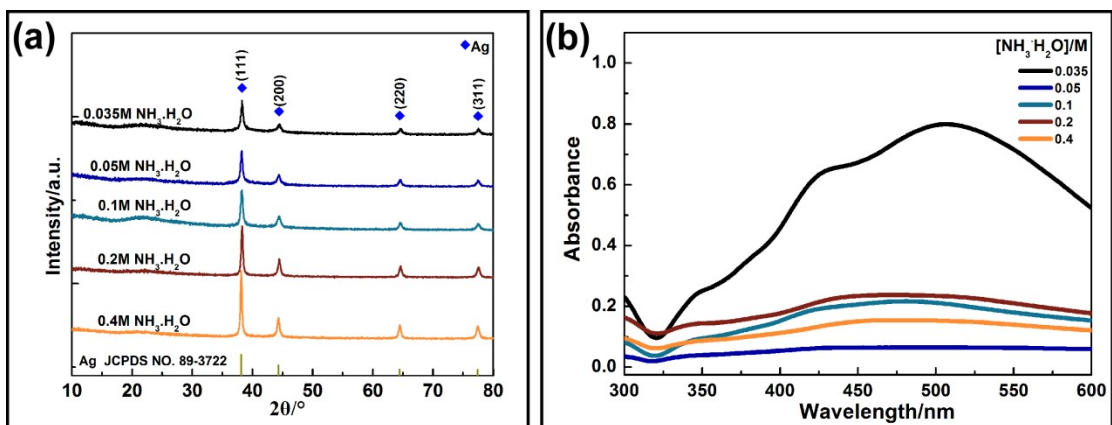 (a)
◆Ag
(111)
(200)
(220)
(311)
0.035M NH₃.H₂O
0.05M NH₃.H₂O
0.1M NH₃.H₂O
0.2M NH₃.H₂O
0.4M NH₃.H₂O
Ag JCPDS NO. 89-3722
Intensity/a.u.
10 20 30 40 50 60 70 80
2θ/°
(b)
[NH₃·H₂O]/M
0.035
0.05
0.1
0.2
0.4
1.0
0.8
0.6
0.4
0.2
0.0
Absorbance
300 350 400 450 500 550 600
Wavelength/nm